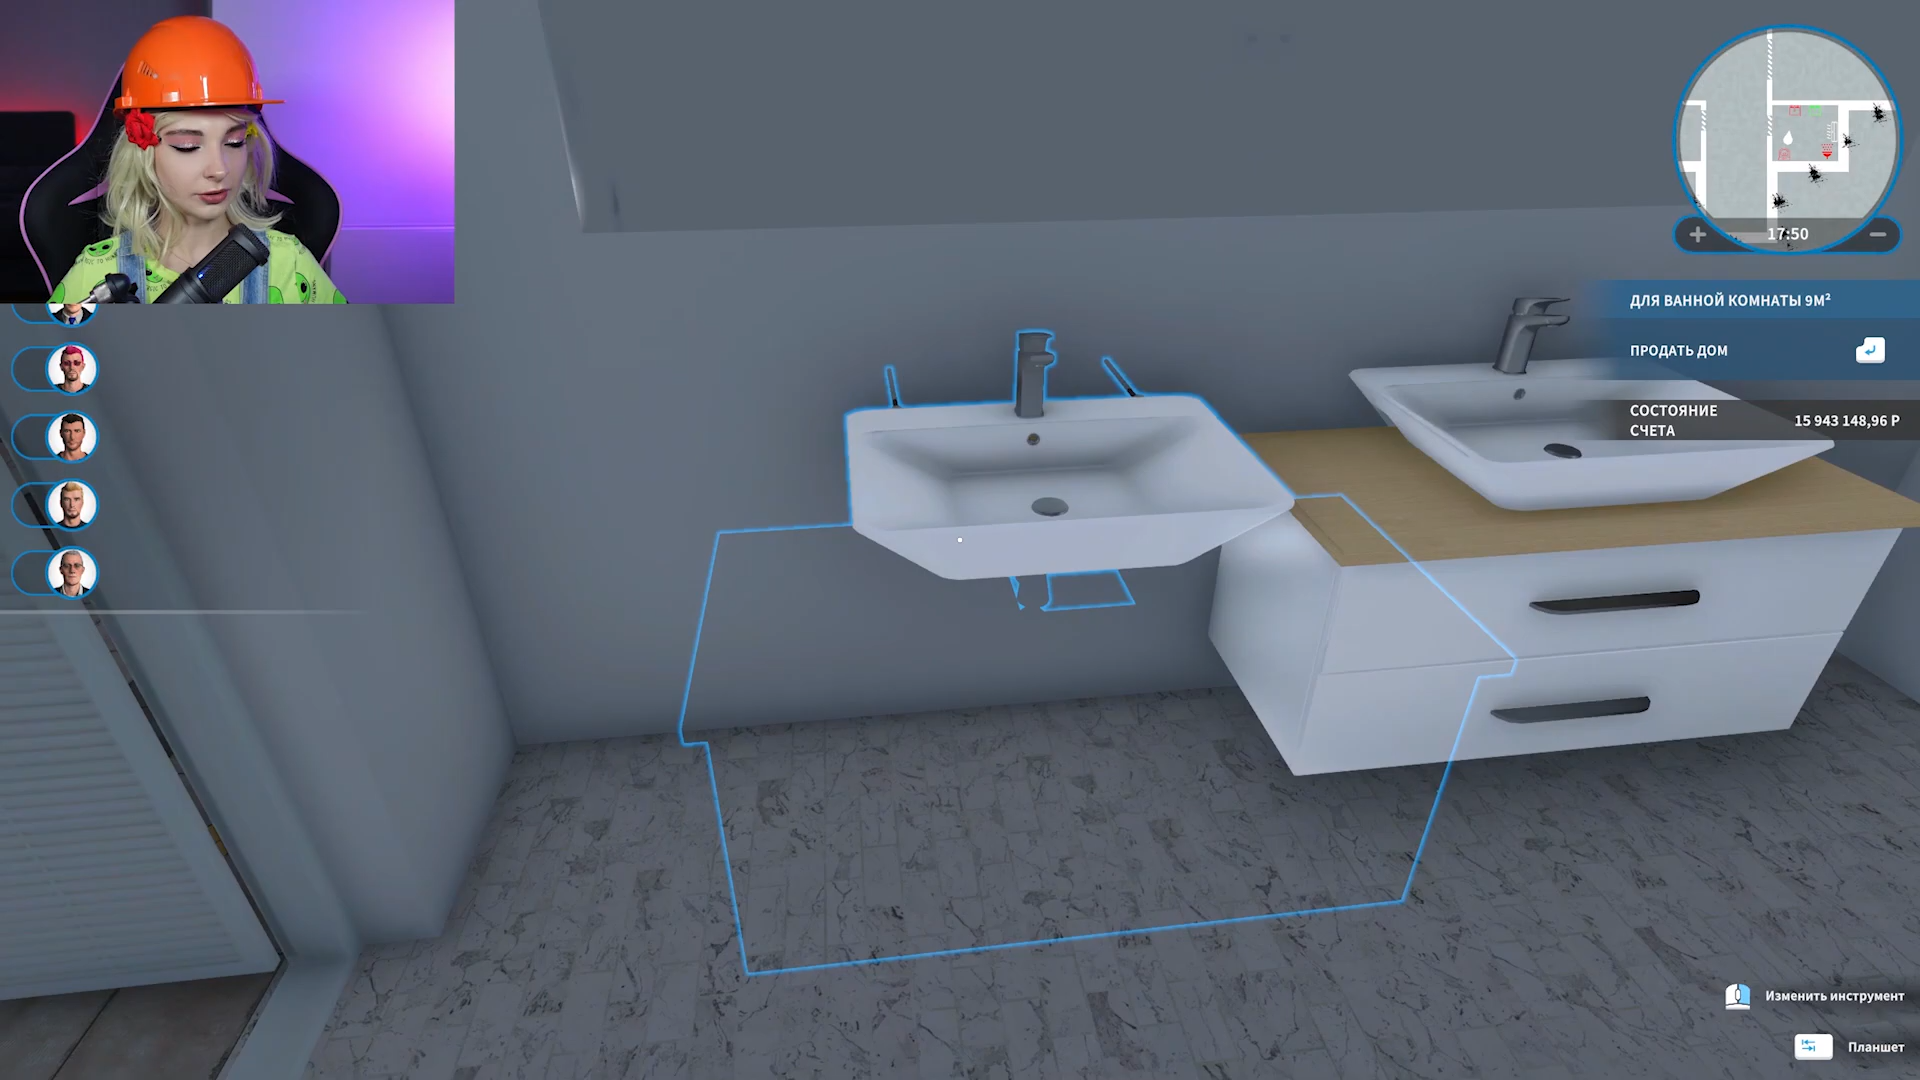 17:50
ДЛЯ ВАННОЙ КОМНАТЫ 9М²
ПРОДАТЬ ДОМ
СОСТОЯНИЕ
СЧЕТА
15 943 148,96 Р
Изменить инструмент
Планшет